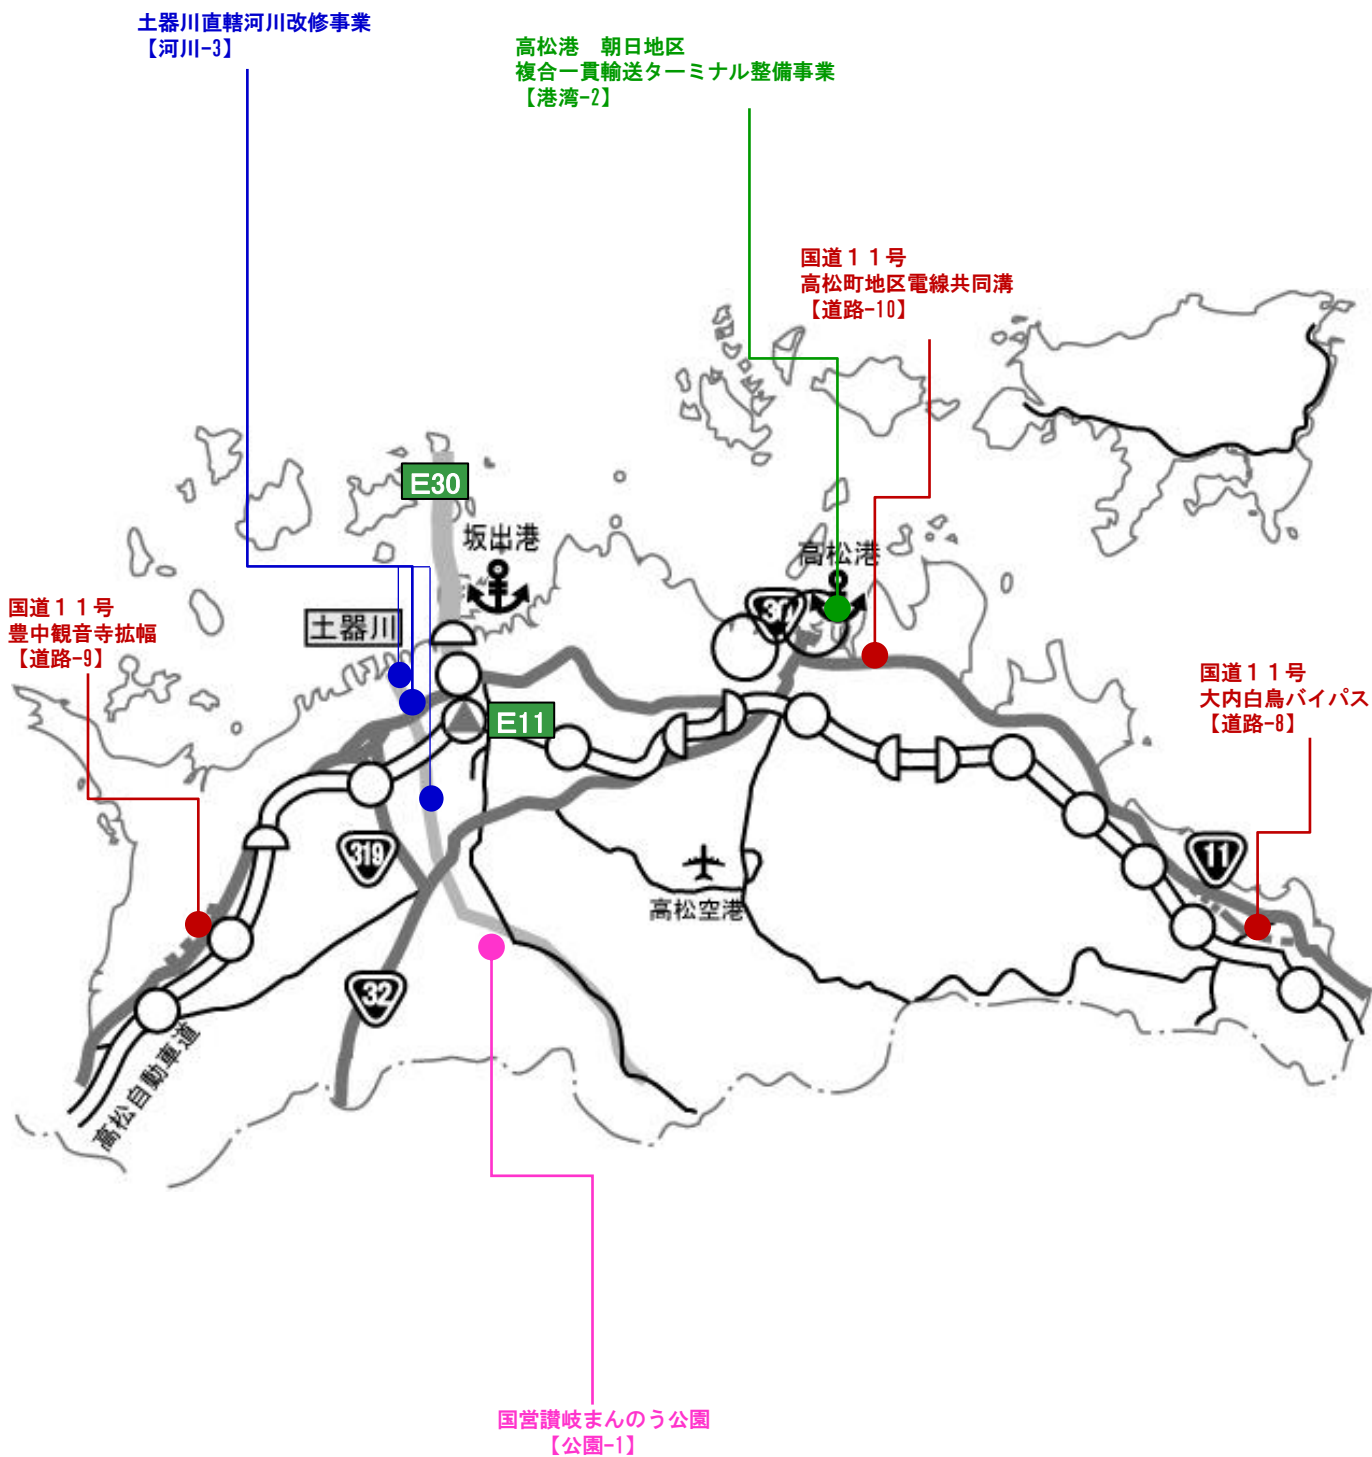 土器川直轄河川改修事業
【河川-3】
高松港　朝日地区
複合一貫輸送ターミナル整備事業
【港湾-2】
国道１１号
高松町地区電線共同溝
【道路-10】
E30
坂出港
高松港
国道１１号
豊中観音寺拡幅
【道路-9】
土器川
国道１１号
大内白鳥バイパス
【道路-8】
E11
319
11
高松空港
32
高松自動車道
国営讃岐まんのう公園
【公園-1】